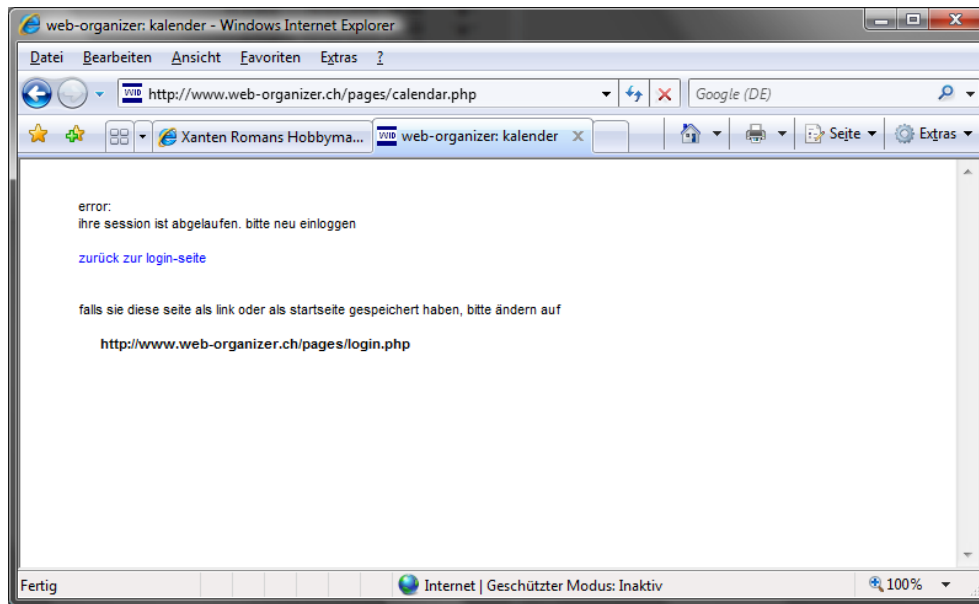 web-organizer: kalender - Windows Internet Explorer
Datei Bearbeiten Ansicht Favoriten Extras ?
http://www.web-organizer.ch/pages/calendar.php Google (DE)
Xanten Romans Hobbyma... web-organizer: kalender Seite Extras
error:
ihre session ist abgelaufen. bitte neu einloggen
zurück zur login-seite
falls sie diese seite als link oder als startseite gespeichert haben, bitte ändern auf
http://www.web-organizer.ch/pages/login.php
Fertig Internet | Geschützter Modus: Inaktiv 100%